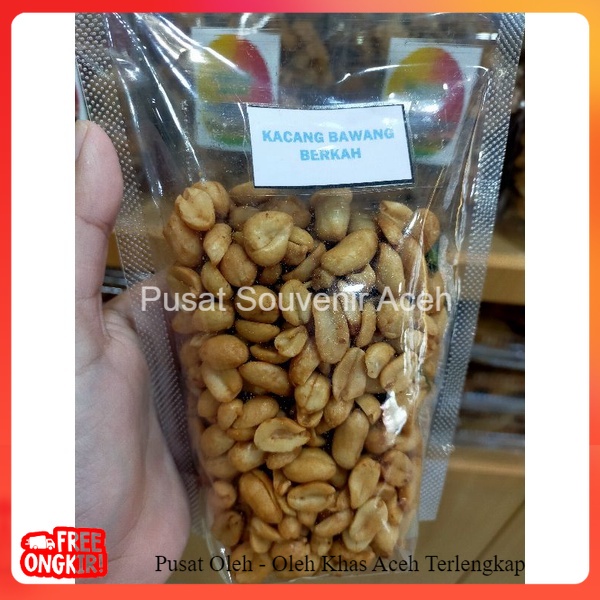 KACANG BAWANG
BERKAH
Pusat Souvenir Aceh
FREE
ONGKIR!
Pusat Oleh - Oleh Khas Aceh Terlengkap